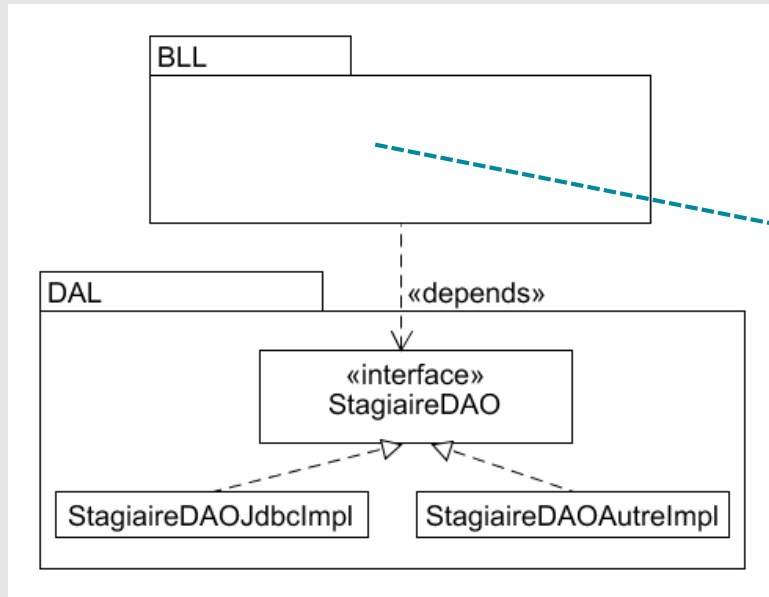 BLL
DAL
«depends»
«interface»
StagiaireDAO
StagiaireDAOJdbcImpl
StagiaireDAOAutreImpl